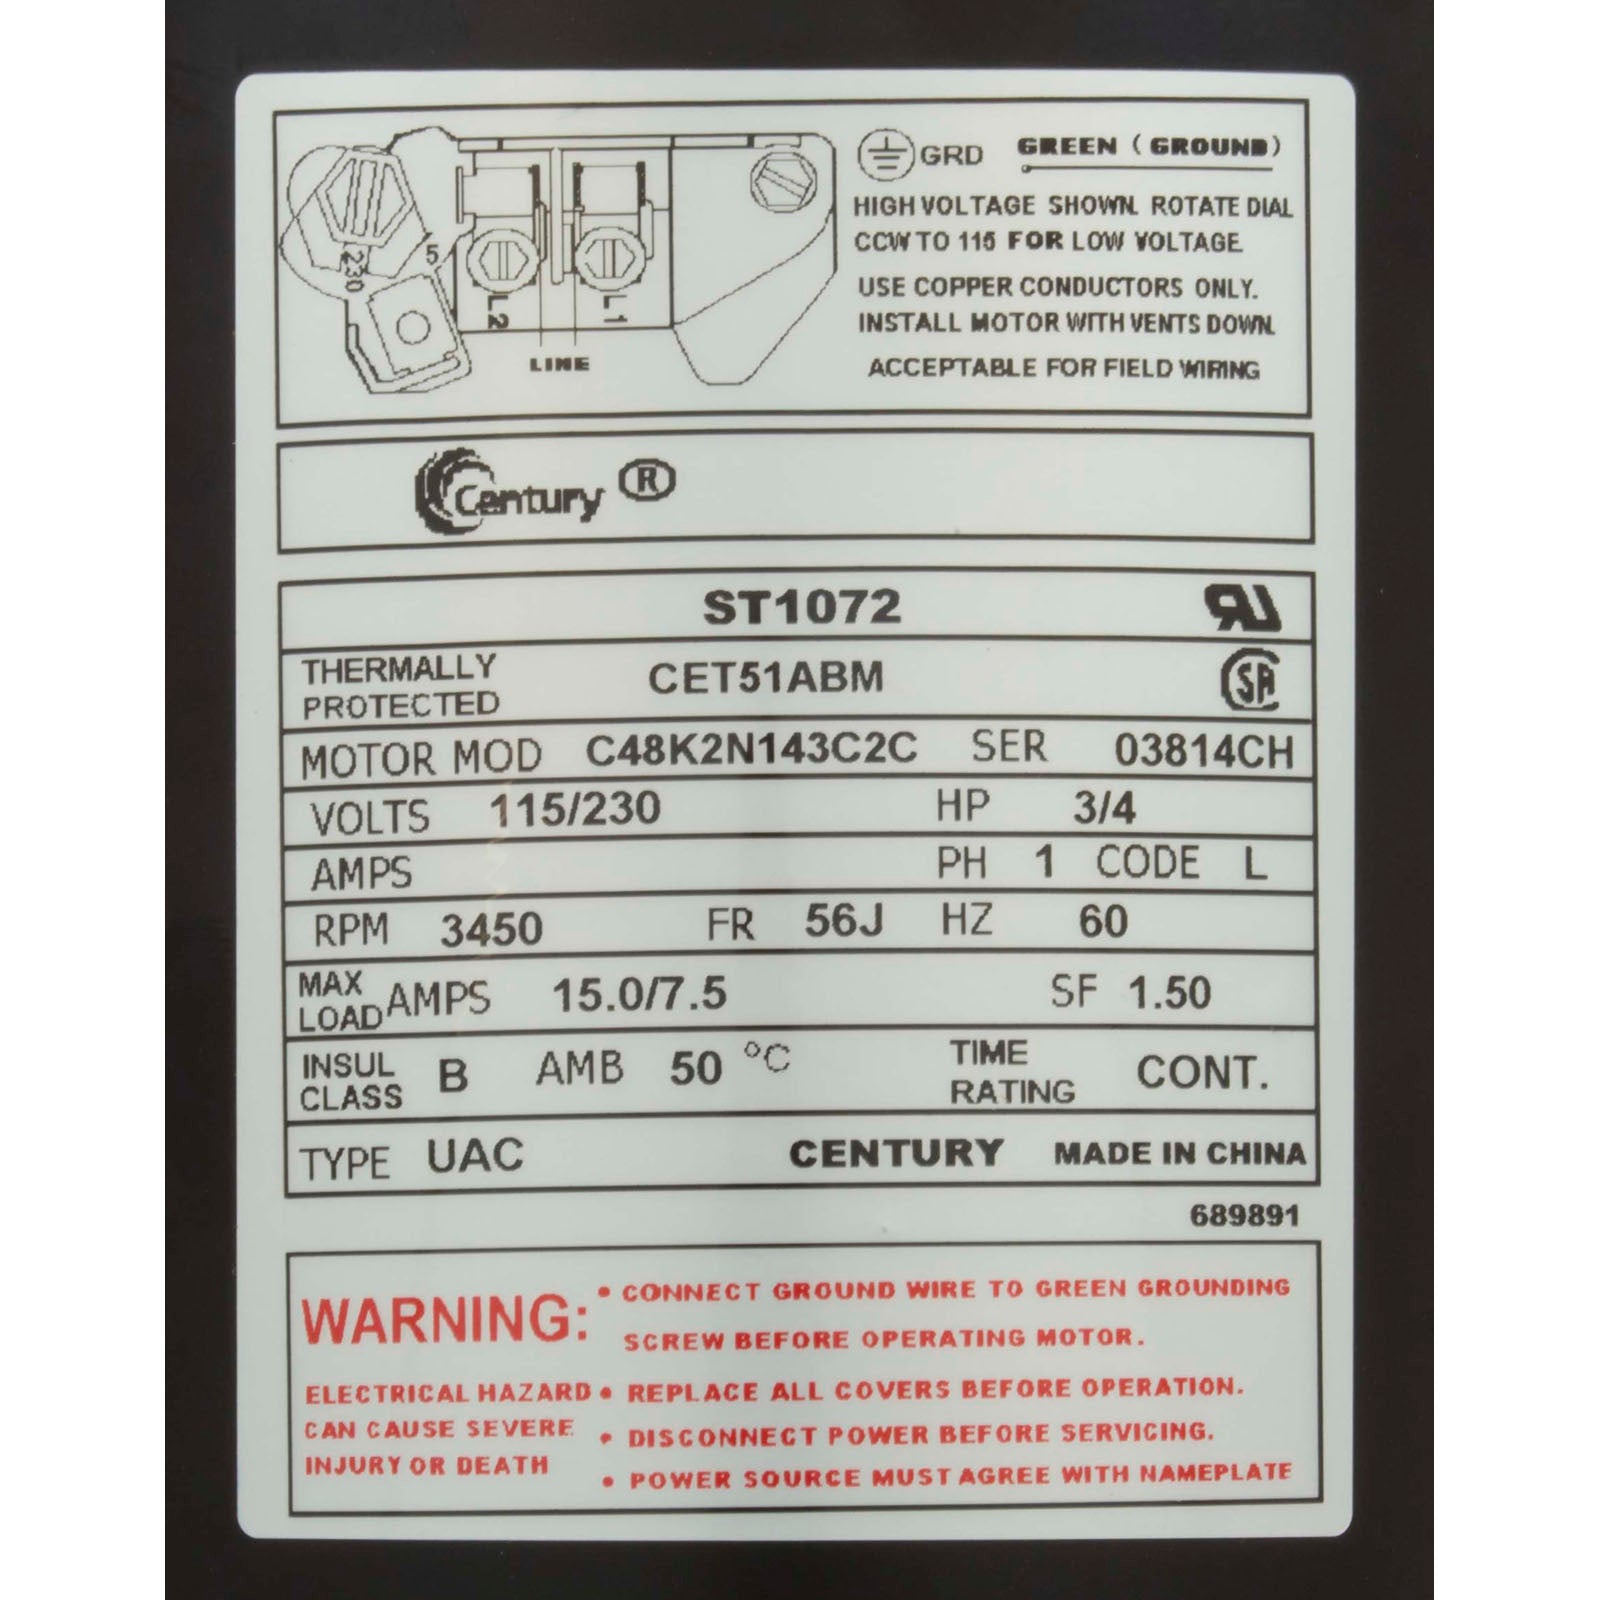 GRD GREEN (GROUND)
HIGH VOLTAGE SHOWN. ROTATE DIAL
CCW TO 115 FOR LOW VOLTAGE
USE COPPER CONDUCTORS ONLY.
INSTALL MOTOR WITH VENTS DOWN.
ACCEPTABLE FOR FIELD WIRING
230
5
L2
L1
LINE
Century ®
ST1072
THERMALLY
PROTECTED
CET51ABM
MOTOR MOD C48K2N143C2C SER 03814CH
VOLTS 115/230 HP 3/4
AMPS PH 1 CODE L
RPM 3450 FR 56J HZ 60
MAX
LOAD
AMPS 15.0/7.5 SF 1.50
INSUL
CLASS
B AMB 50 °C
TIME
RATING
CONT.
TYPE UAC CENTURY MADE IN CHINA
689891
WARNING:
ELECTRICAL HAZARD
CAN CAUSE SEVERE
INJURY OR DEATH
• CONNECT GROUND WIRE TO GREEN GROUNDING
SCREW BEFORE OPERATING MOTOR.
• REPLACE ALL COVERS BEFORE OPERATION.
• DISCONNECT POWER BEFORE SERVICING.
• POWER SOURCE MUST AGREE WITH NAMEPLATE